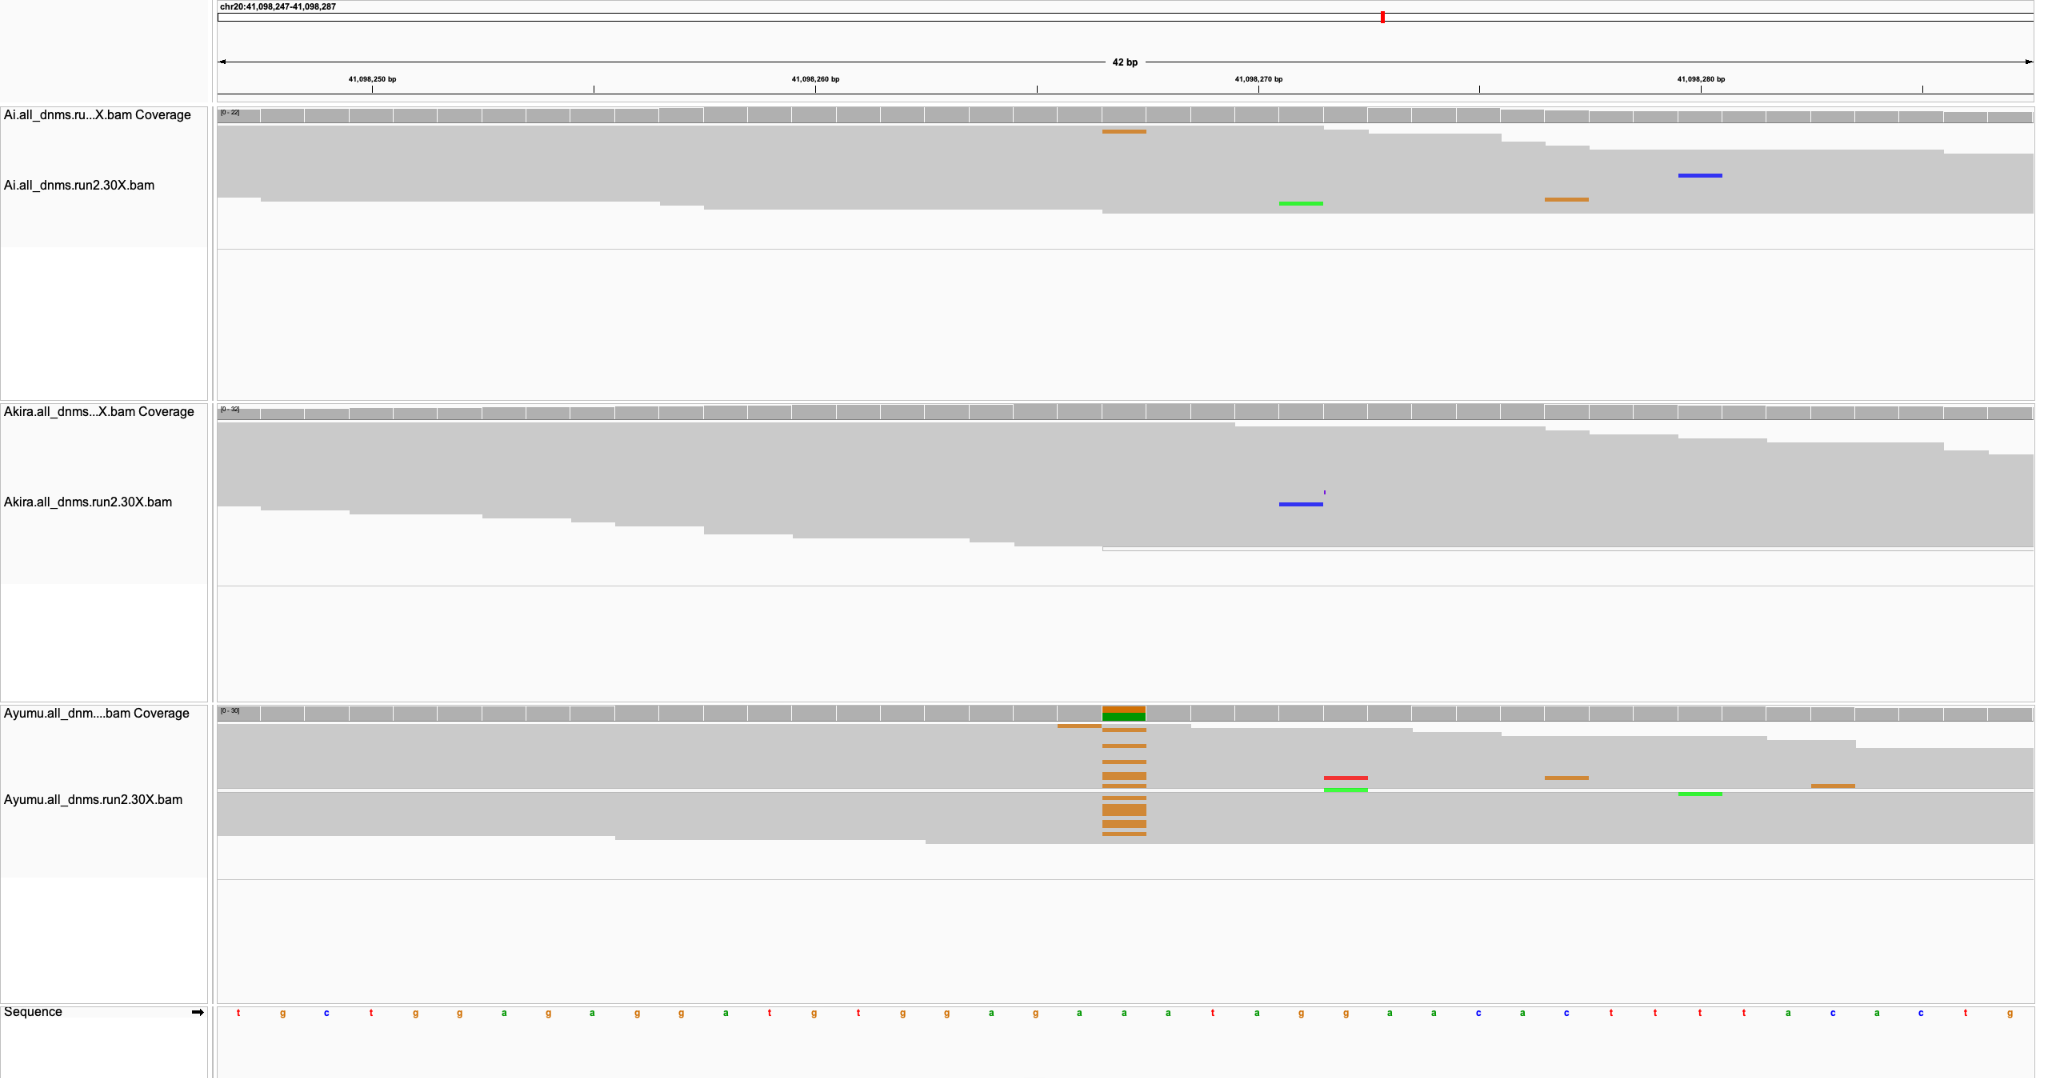 chr20:41,098,247-41,098,287
42 bp
41,098,250 bp 41,098,260 bp 41,098,270 bp 41,098,280 bp
Ai.all_dnms.ru...X.bam Coverage
[0 - 22]
Ai.all_dnms.run2.30X.bam
Akira.all_dnms...X.bam Coverage
[0 - 32]
Akira.all_dnms.run2.30X.bam
Ayumu.all_dnm....bam Coverage
[0 - 30]
Ayumu.all_dnms.run2.30X.bam
Sequence
t g c t g g a g a g g a t g t g g a g a a a t a g g a a c a c t t t t a c a c t g